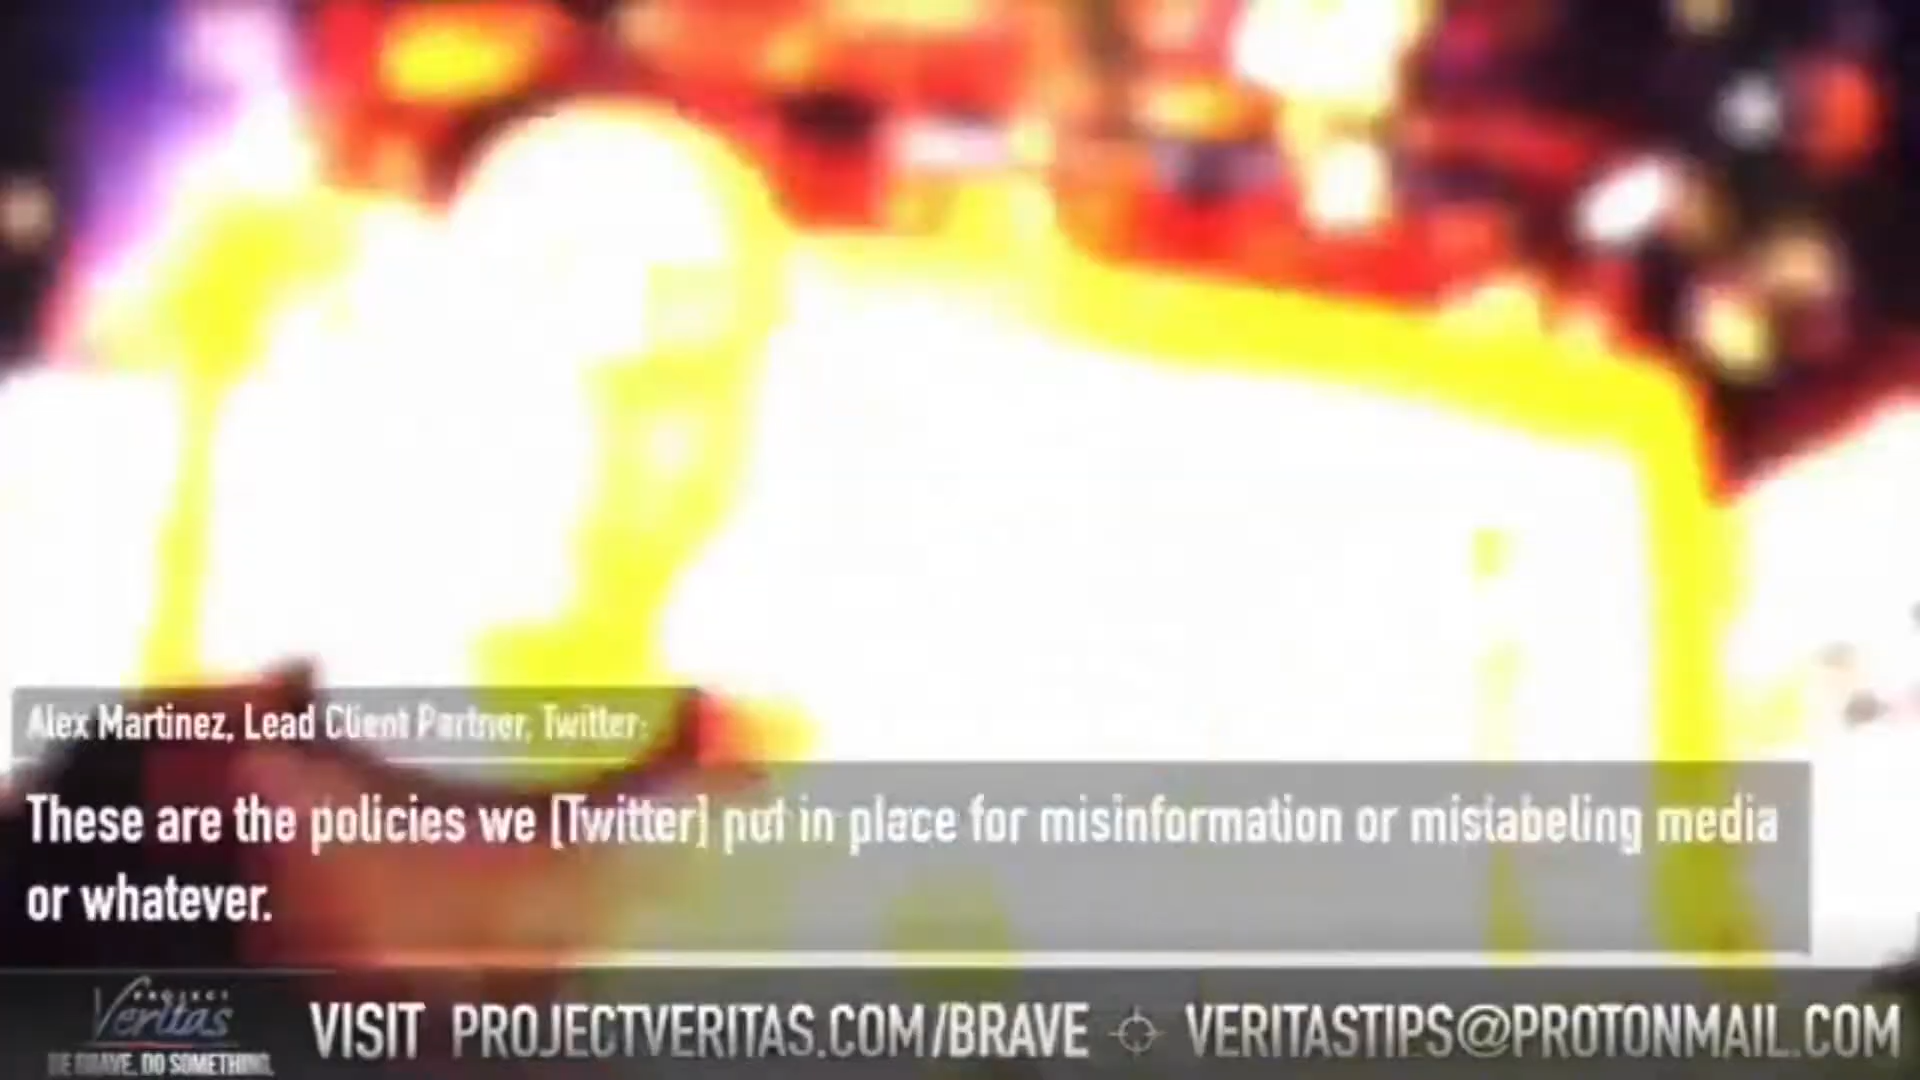 Alex Martinez, Lead Client Partner, Twitter:
These are the policies we [Twitter] put in place for misinformation or mislabeling media
or whatever.
PROJECT
Veritas
BE BRAVE. DO SOMETHING.
VISIT PROJECTVERITAS.COM/BRAVE VERITASTIPS@PROTONMAIL.COM